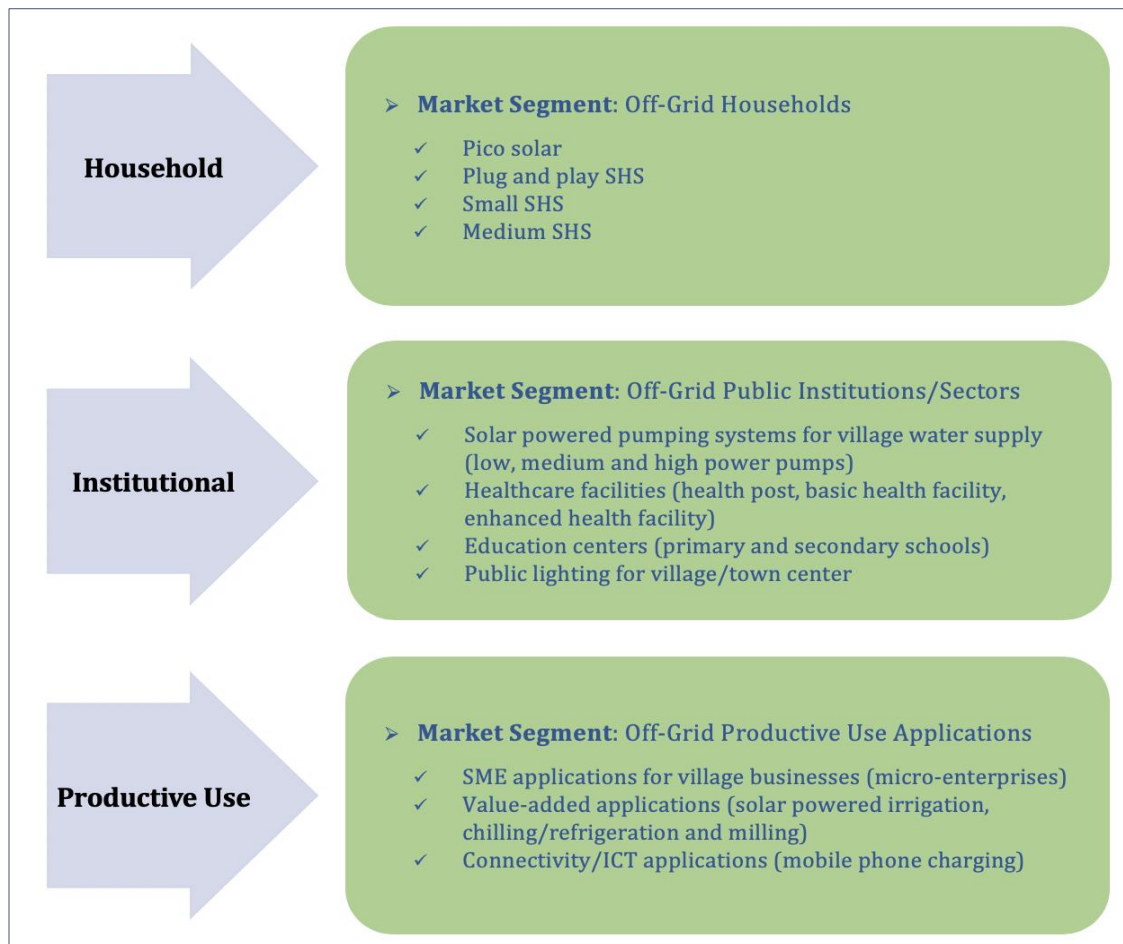 Household
➢ Market Segment: Off-Grid Households
✓ Pico solar
✓ Plug and play SHS
✓ Small SHS
✓ Medium SHS
Institutional
➢ Market Segment: Off-Grid Public Institutions/Sectors
✓ Solar powered pumping systems for village water supply
(low, medium and high power pumps)
✓ Healthcare facilities (health post, basic health facility,
enhanced health facility)
✓ Education centers (primary and secondary schools)
✓ Public lighting for village/town center
Productive Use
➢ Market Segment: Off-Grid Productive Use Applications
✓ SME applications for village businesses (micro-enterprises)
✓ Value-added applications (solar powered irrigation,
chilling/refrigeration and milling)
✓ Connectivity/ICT applications (mobile phone charging)